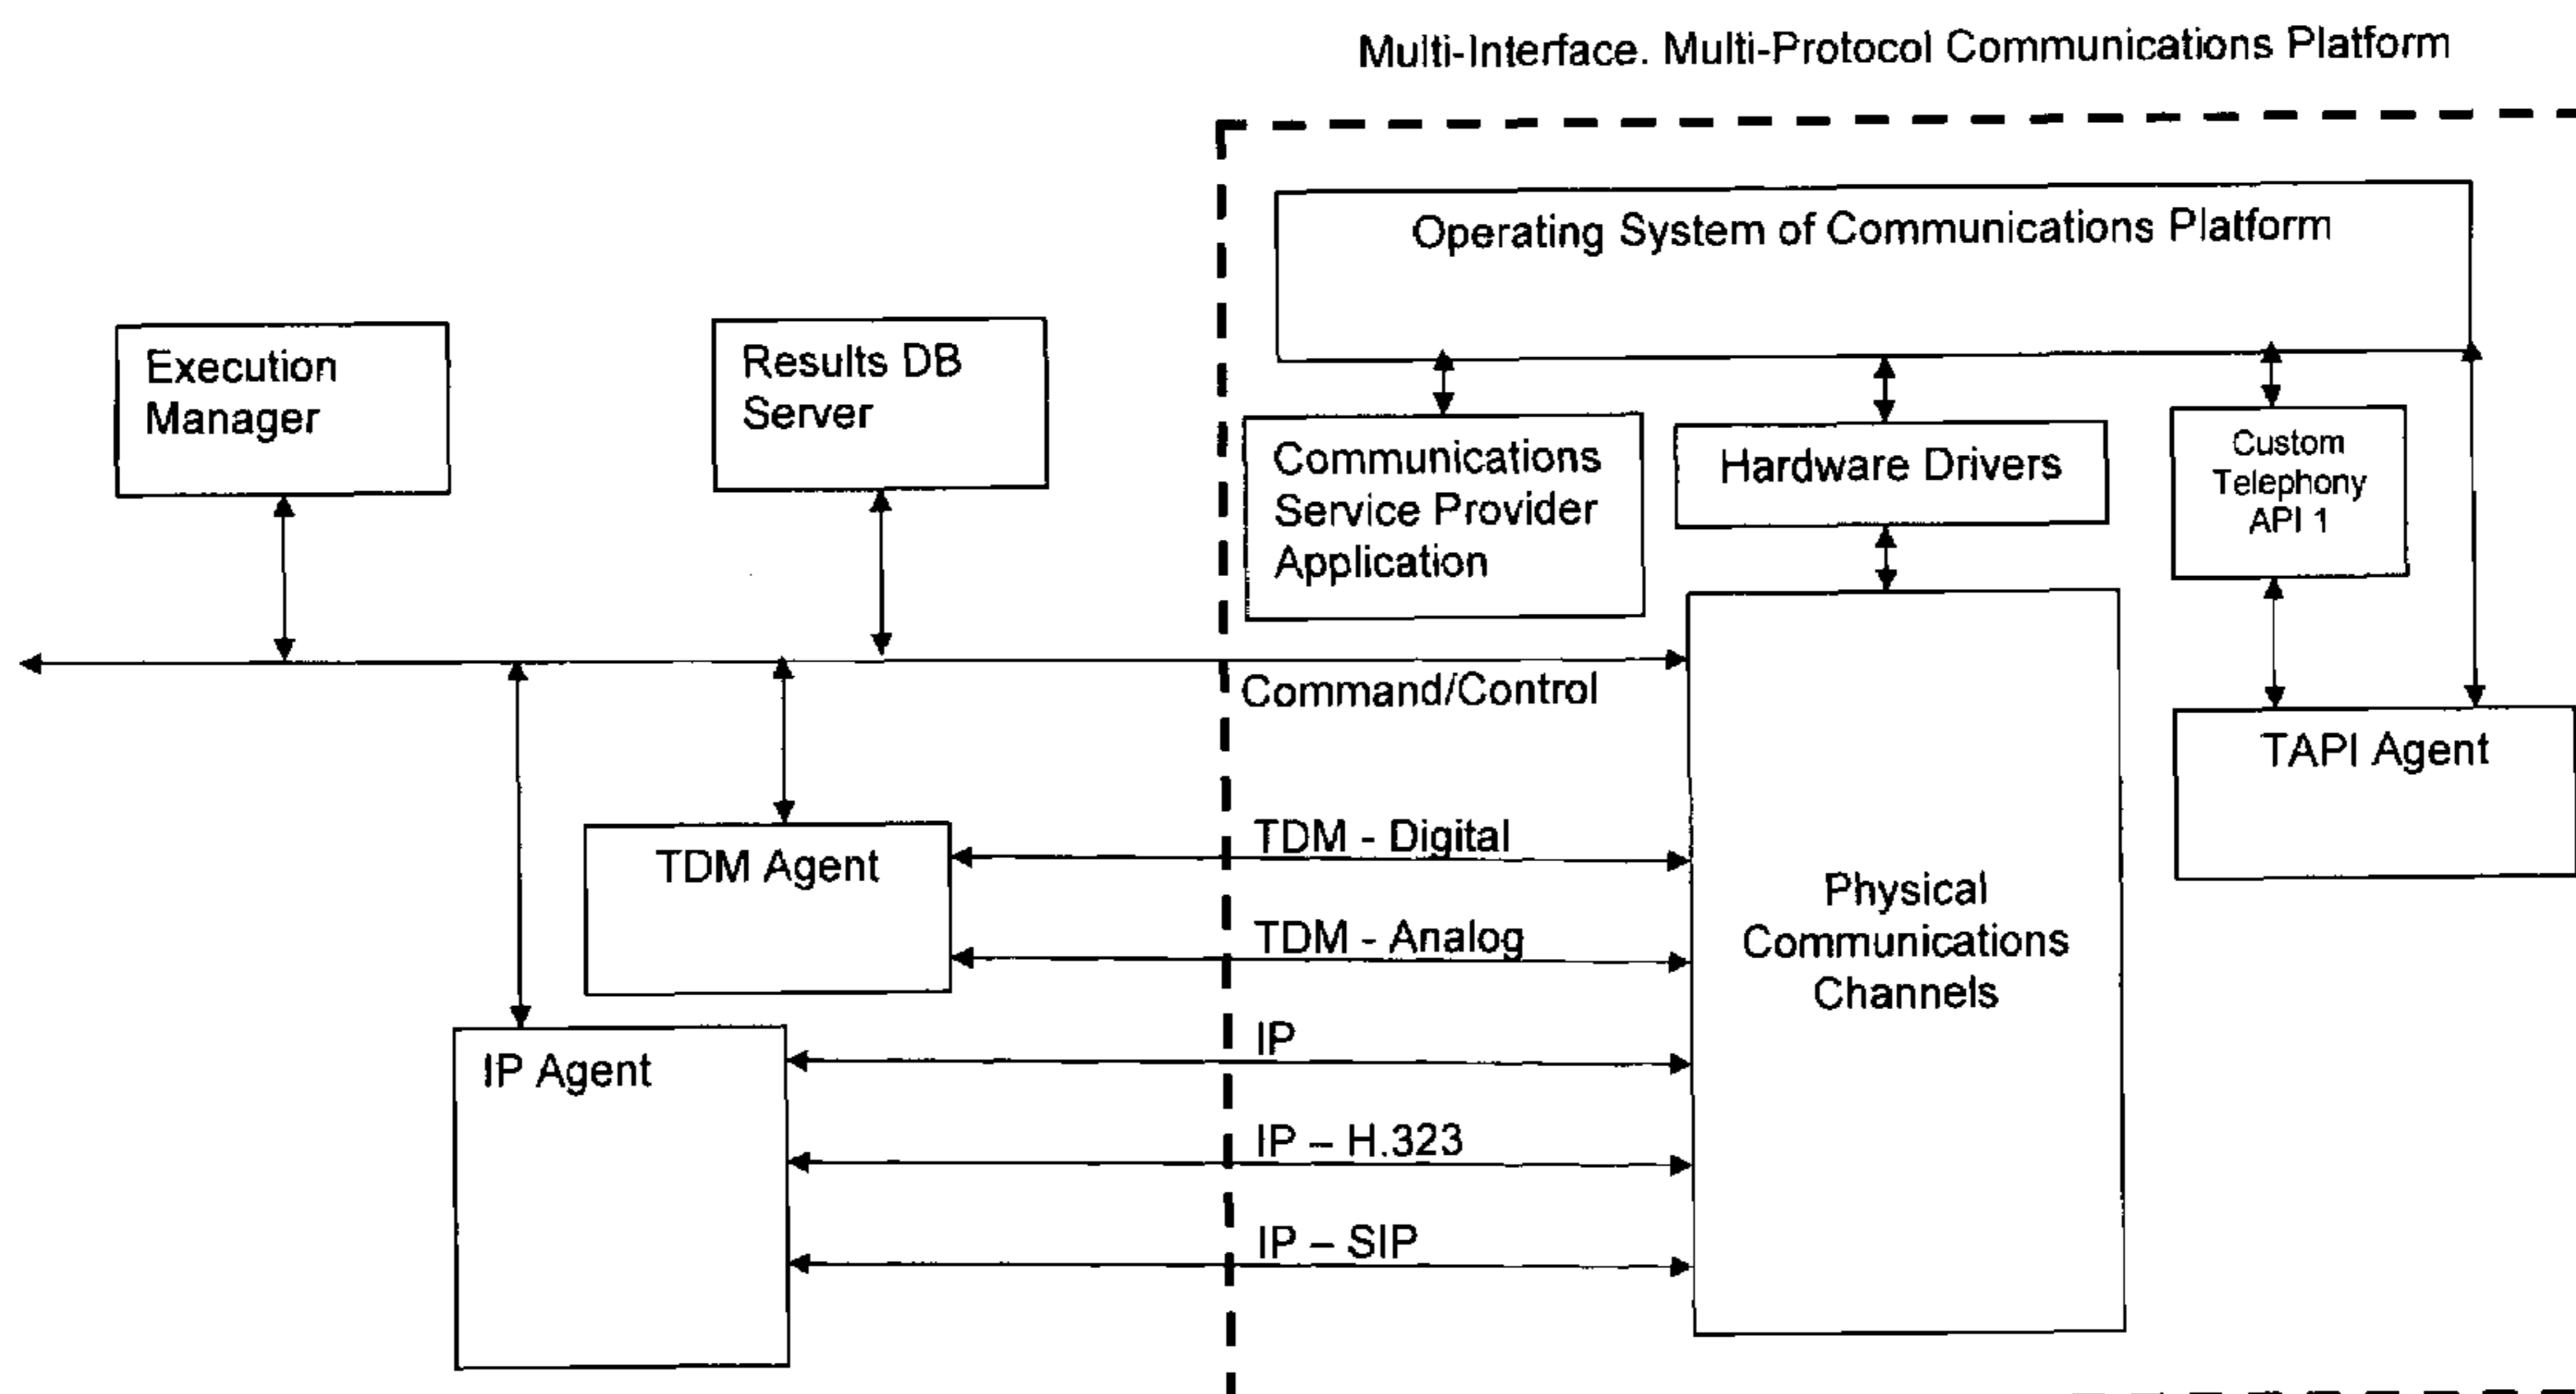 Multi-Interface. Multi-Protocol Communications Platform
Operating System of Communications Platform
Execution
Manager
Results DB
Server
Communications
Service Provider
Application
Hardware Drivers
Custom
Telephony
API 1
Command/Control
TAPI Agent
TDM Agent
TDM - Digital
TDM - Analog
Physical
Communications
Channels
IP Agent
IP
IP – H.323
IP – SIP